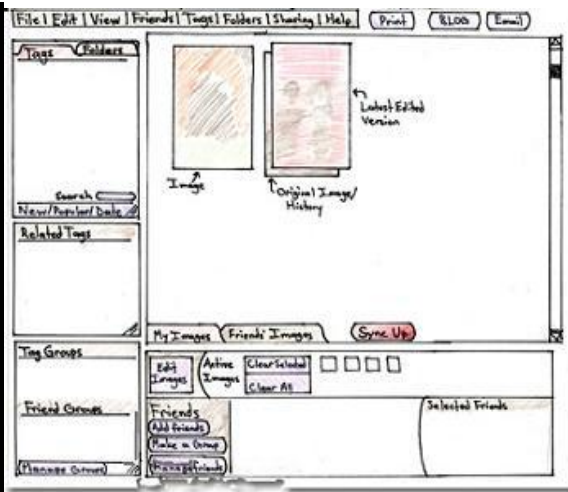 File | Edit | View | Friends | Tags | Folders | Sharing | Help
Print
BLOG
Email
Tags
Folders
Search
New/Popular/Date
Related Tags
Tag Groups
Friend Groups
Manage Groups
Image
Original Image/
History
Latest Edited
Version
My Images
Friends' Images
Sync Up
Edit
Images
Active
Images
Clear Selected
Clear All
Friends
Add friends
Make a Group
Manage friends
Selected Friends